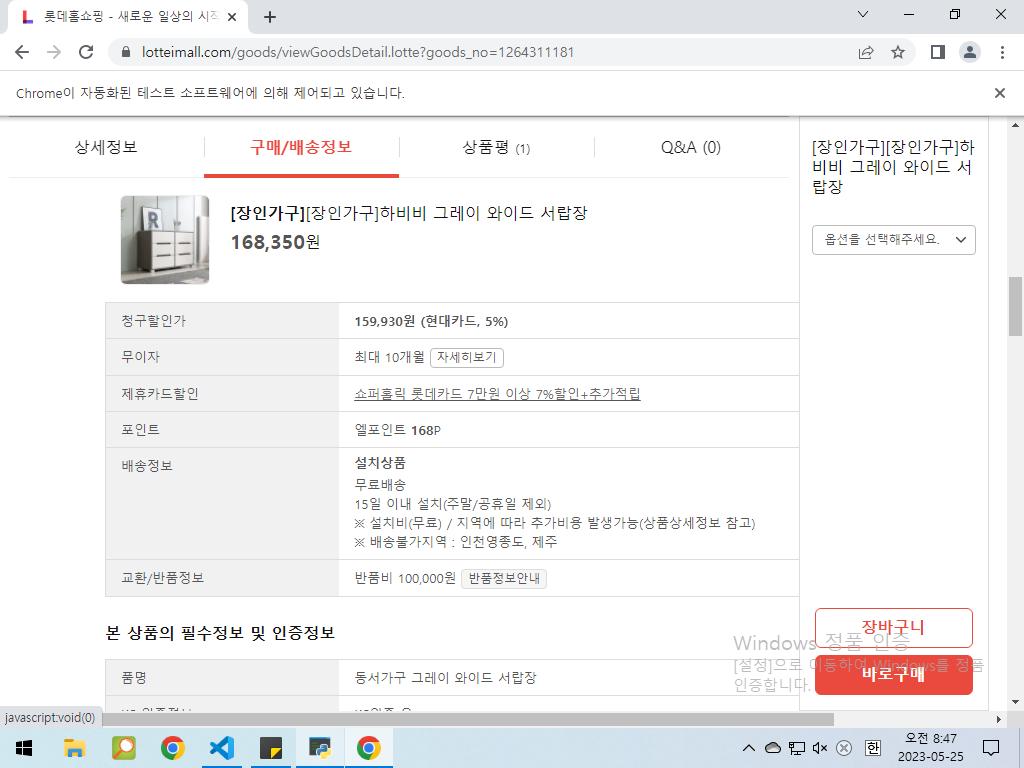 롯데홈쇼핑 - 새로운 일상의 시작
lotteimall.com/goods/viewGoodsDetail.lotte?goods_no=1264311181
Chrome이 자동화된 테스트 소프트웨어에 의해 제어되고 있습니다.
상세정보
구매/배송정보
상품평 (1)
Q&A (0)
[장인가구][장인가구]하비비 그레이 와이드 서랍장
168,350원
청구할인가
159,930원 (현대카드, 5%)
무이자
최대 10개월 자세히보기
제휴카드할인
쇼퍼홀릭 롯데카드 7만원 이상 7%할인+추가적립
포인트
엘포인트 168P
배송정보
설치상품
무료배송
15일 이내 설치(주말/공휴일 제외)
※ 설치비(무료) / 지역에 따라 추가비용 발생가능(상품상세정보 참고)
※ 배송불가지역 : 인천영종도, 제주
교환/반품정보
반품비 100,000원 반품정보안내
본 상품의 필수정보 및 인증정보
품명
동서가구 그레이 와이드 서랍장
[장인가구][장인가구]하
비비 그레이 와이드 서
랍장
옵션을 선택해주세요.
장바구니
바로구매
Windows 정품 인증
[설정]으로 이동하여 Windows를 정품
인증합니다.
javascript:void(0)
한
오전 8:47
2023-05-25